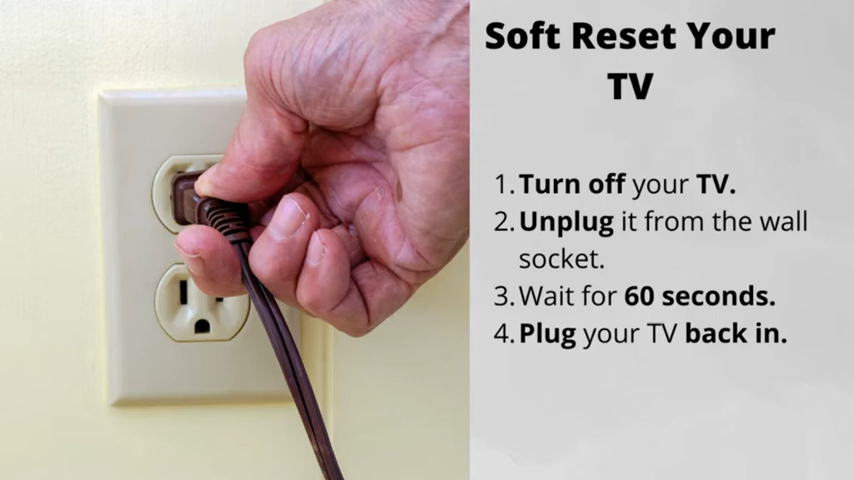 Soft Reset Your
TV
1. Turn off your TV.
2. Unplug it from the wall
socket.
3. Wait for 60 seconds.
4. Plug your TV back in.